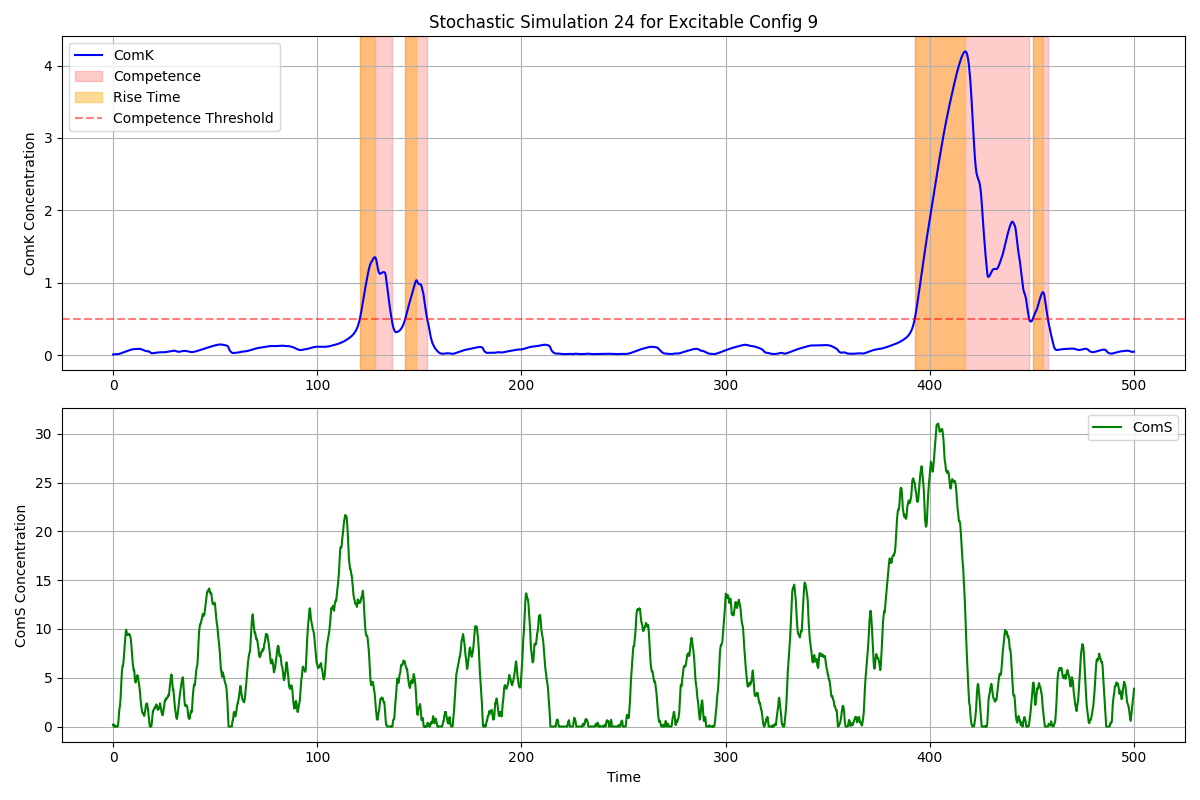 Stochastic Simulation 24 for Excitable Config 9
ComK
Competence
Rise Time
Competence Threshold
ComK Concentration
4
3
2
1
0
0 100 200 300 400 500
ComS
ComS Concentration
30
25
20
15
10
5
0
0 100 200 300 400 500
Time